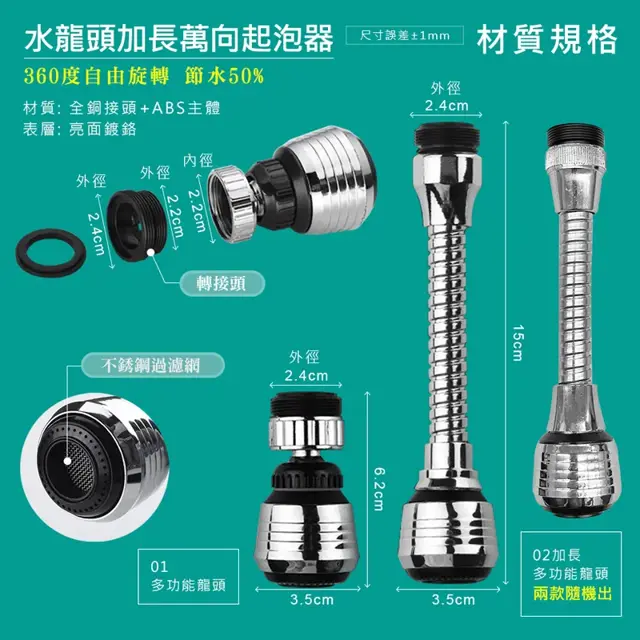 水龍頭加長萬向起泡器
尺寸誤差±1mm
材質規格
360度自由旋轉 節水50%
材質: 全銅接頭+ABS主體
表層: 亮面鍍鉻
外徑
2.4cm
外徑
2.2cm
內徑
2.2cm
轉接頭
不銹鋼過濾網
外徑
2.4cm
6.2cm
3.5cm
01
多功能龍頭
外徑
2.4cm
15cm
3.5cm
02加長
多功能龍頭
兩款隨機出